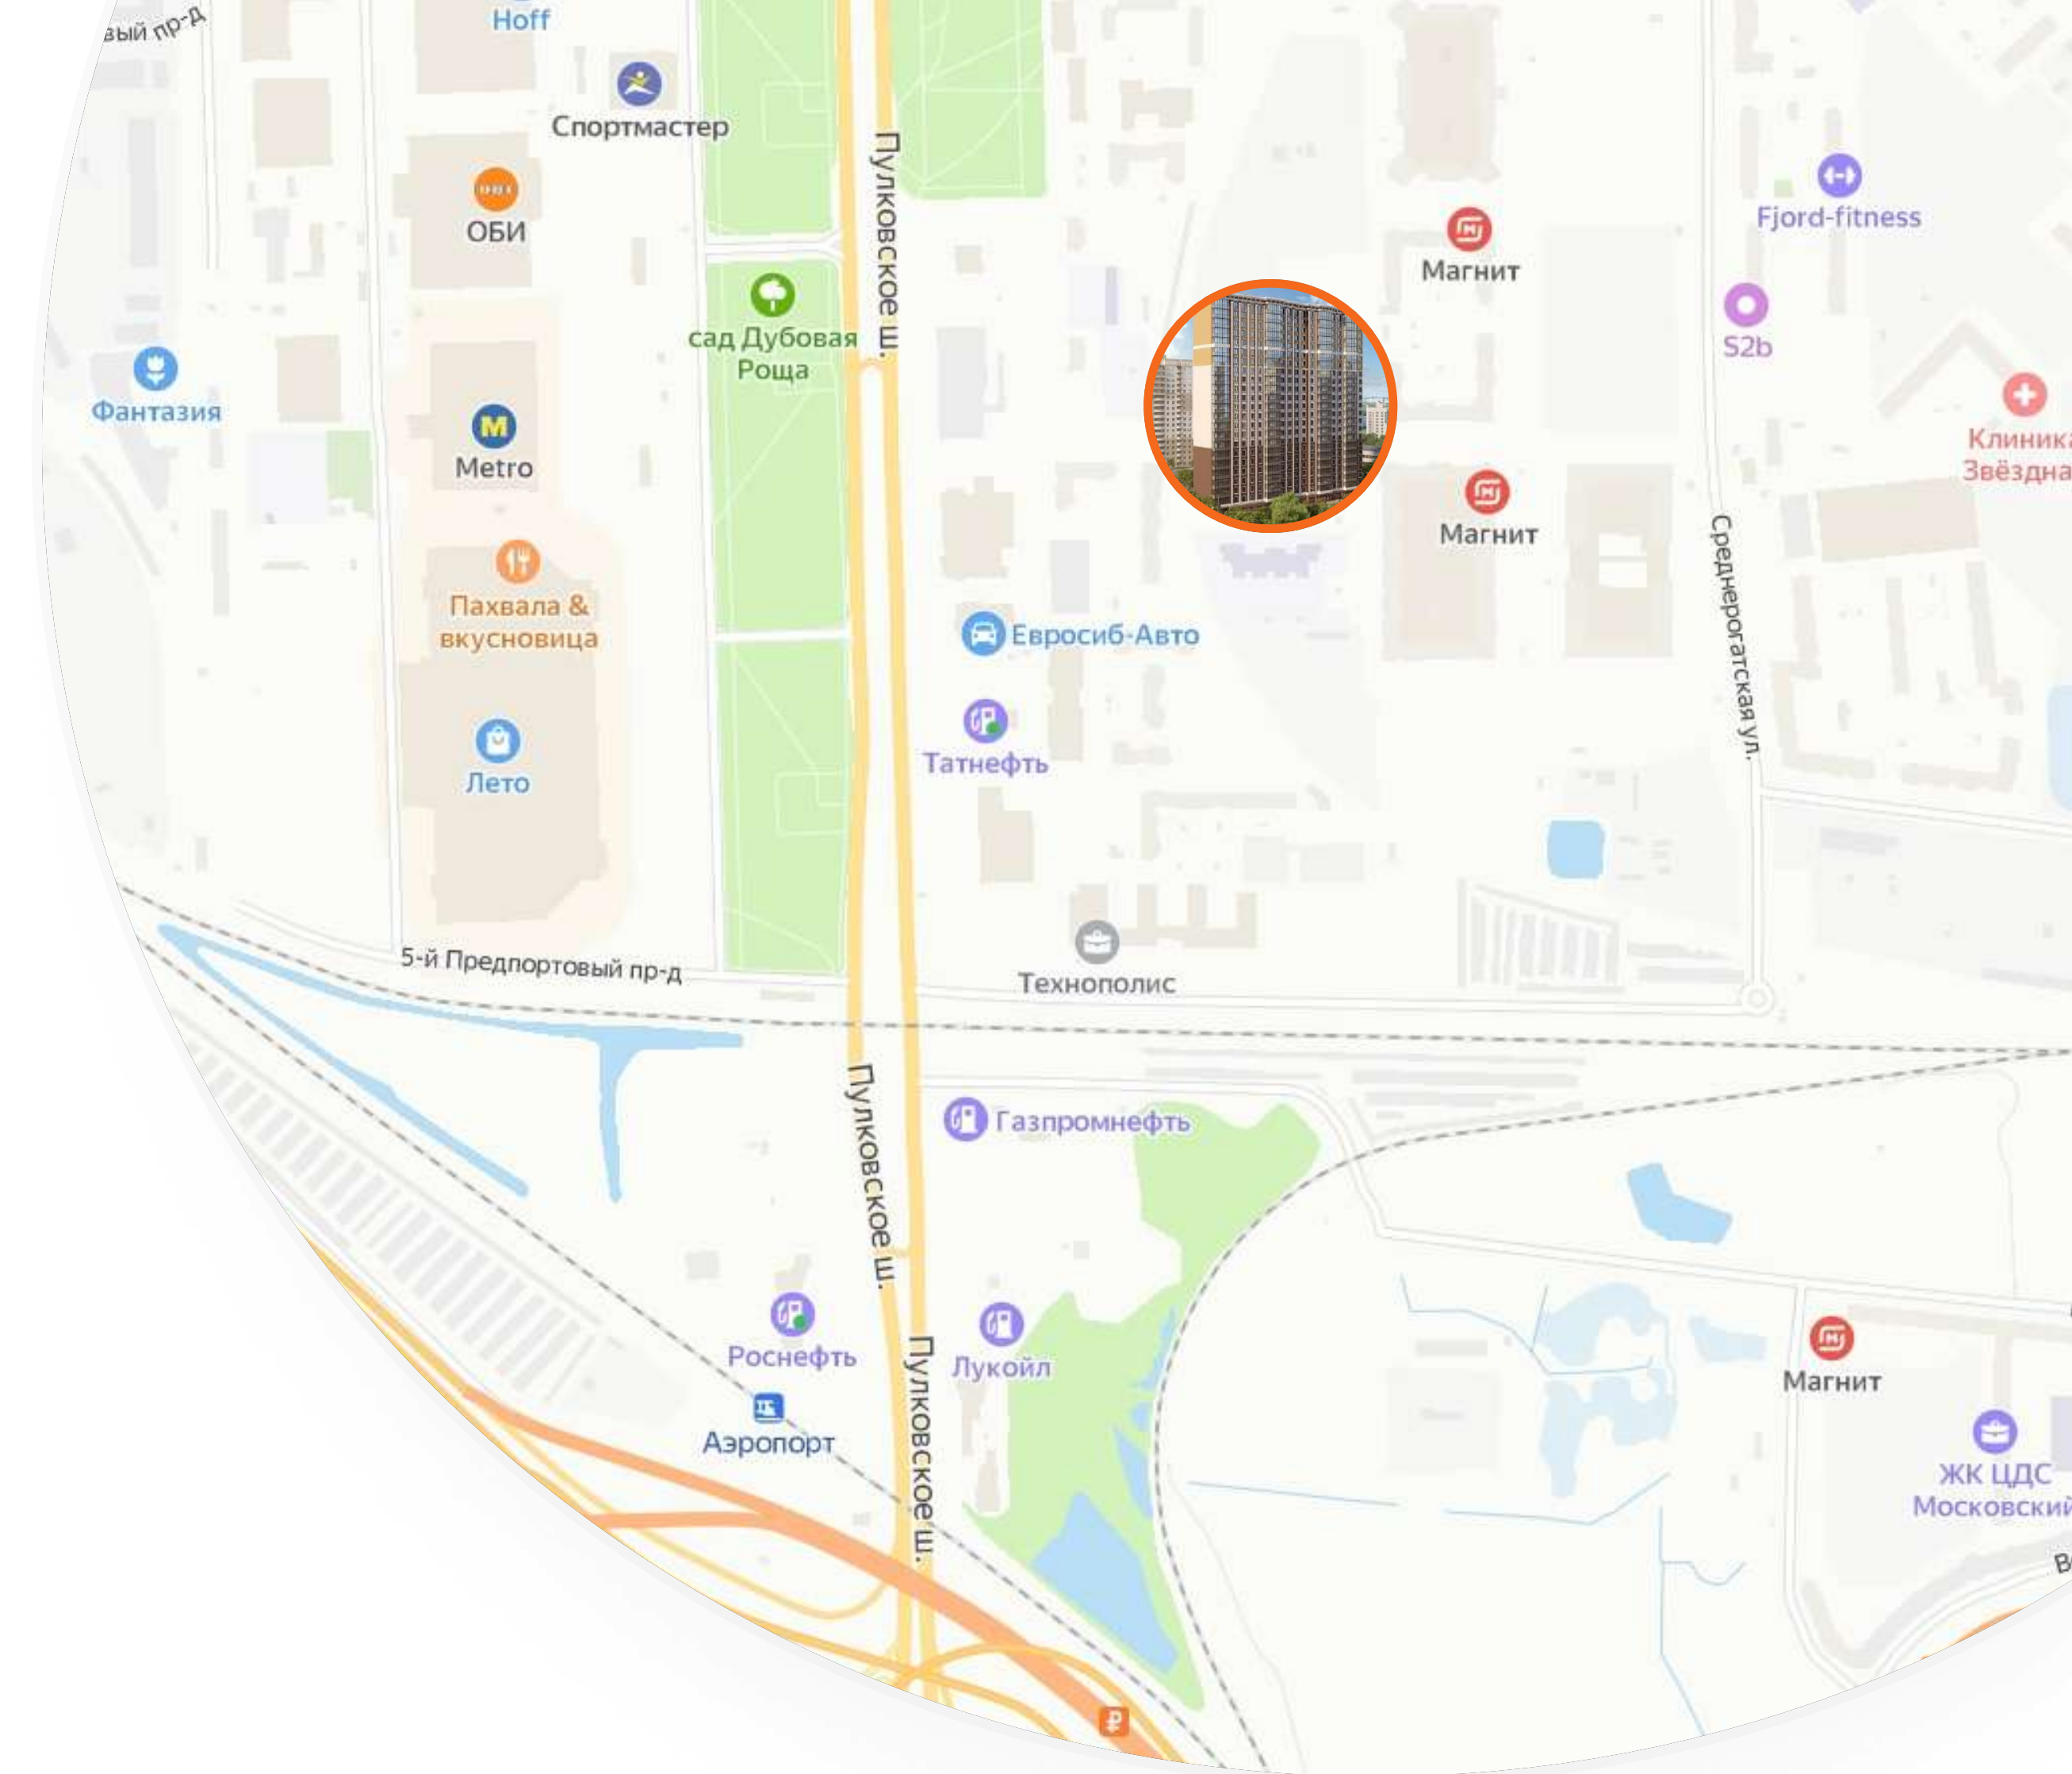 Hoff
вый пр-д
Спортмастер
ОБИ
Пулковское ш.
Fjord-fitness
Магнит
сад Дубовая
Роща
S2b
Фантазия
Metro
Клиника
Звёздна
Магнит
Среднерогатская ул.
Пахвала &
вкусновица
Евросиб-Авто
Татнефть
Лето
5-й Предпортовый пр-д
Технополис
Пулковское ш.
Газпромнефть
Роснефть
Лукойл
Пулковское ш.
Магнит
Аэропорт
ЖК ЦДС
Московский
В